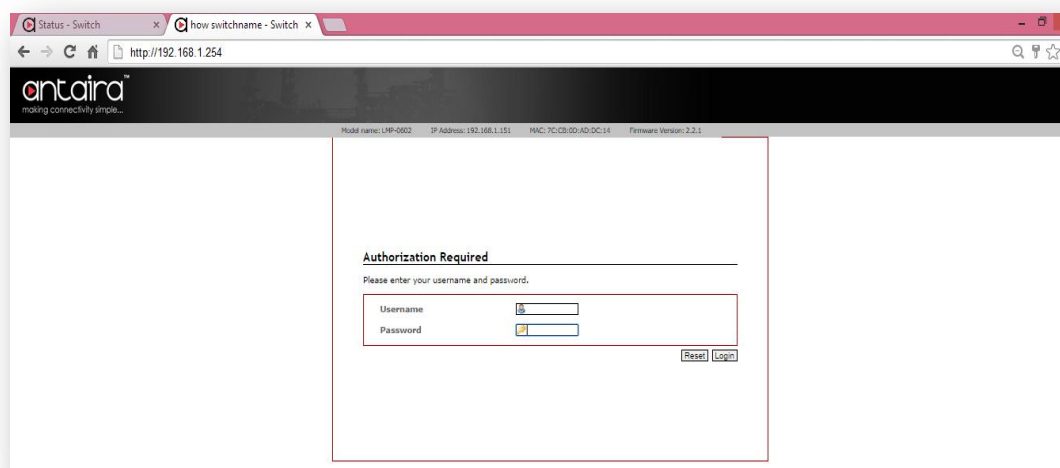 Status - Switch
how switchname - Switch
http://192.168.1.254
antaira™
making connectivity simple...
Model name: LMP-0602 IP Address: 192.168.1.151 MAC: 7C:CB:0D:AD:DC:14 Firmware Version: 2.2.1
Authorization Required
Please enter your username and password.
Username
Password
Reset Login